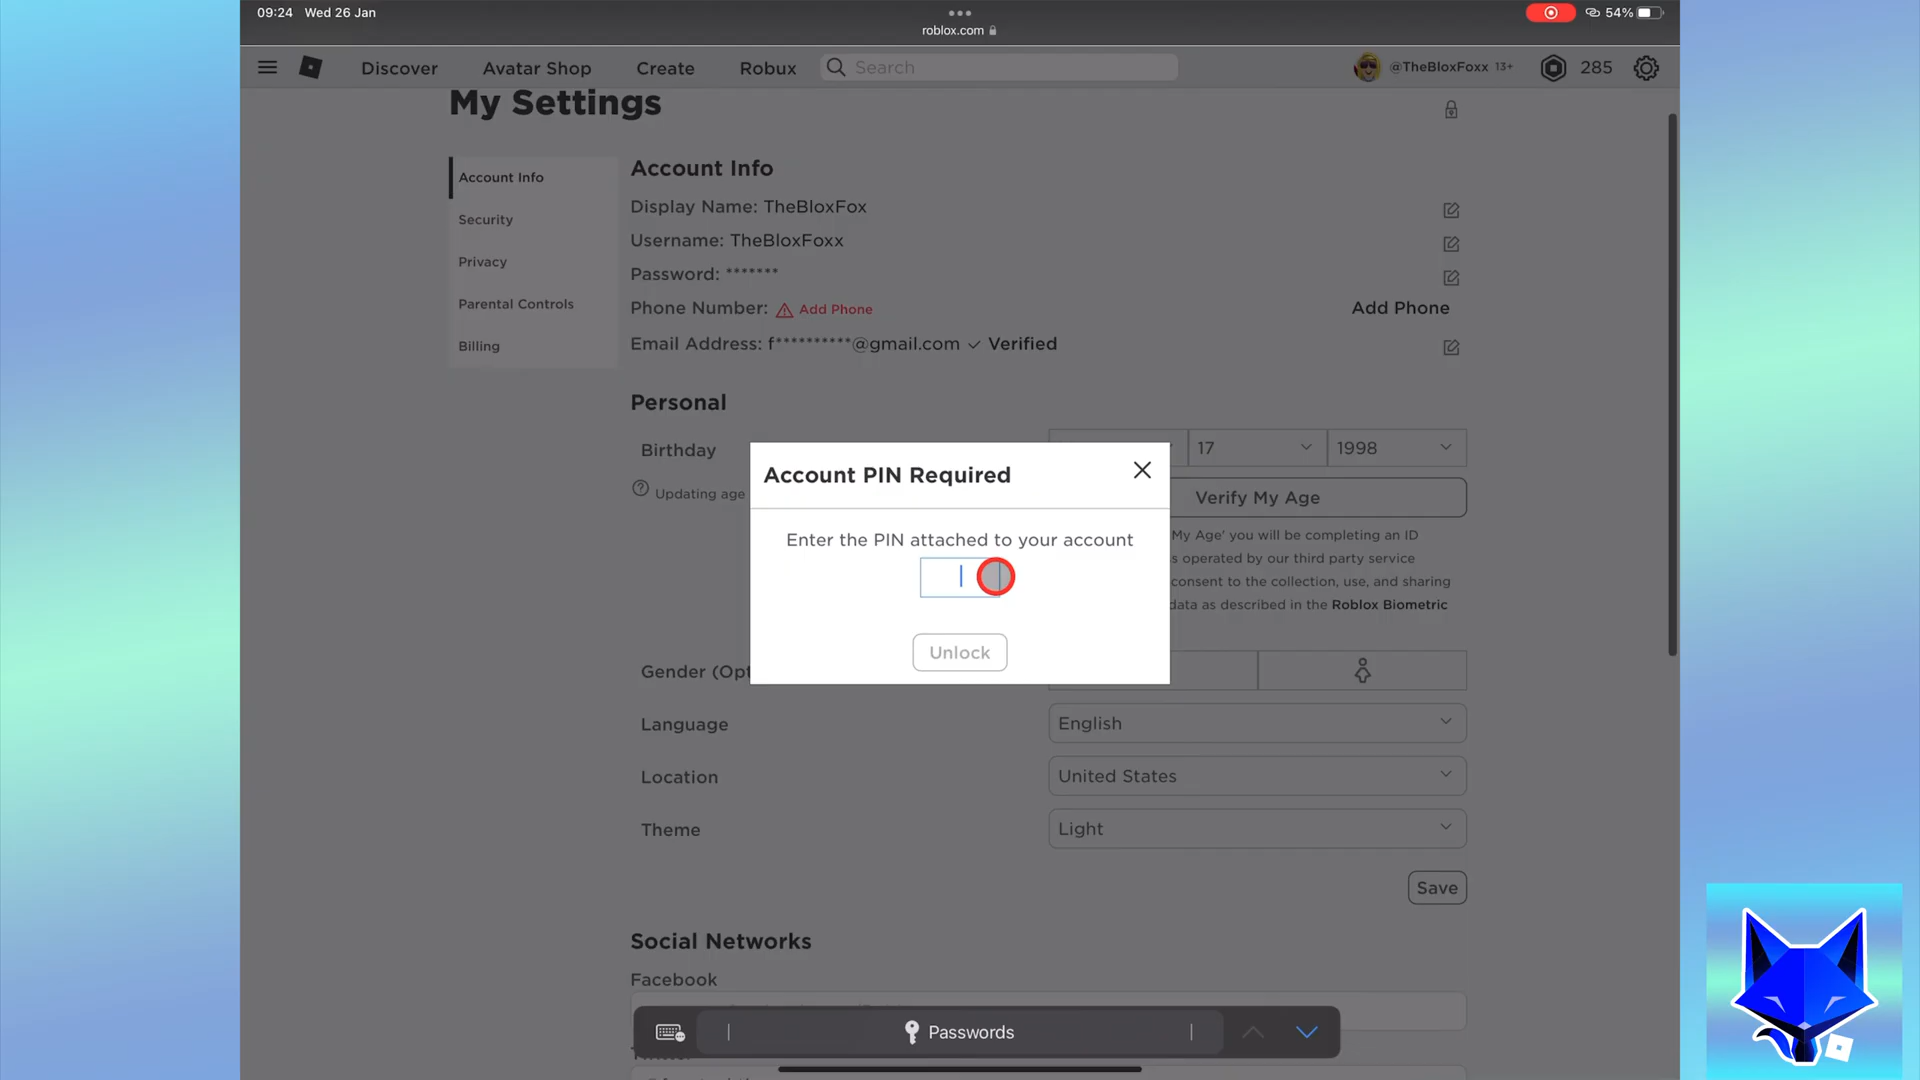 09:24 Wed 26 Jan
54%
roblox.com
Discover
Avatar Shop
Create
Robux
Search
@TheBloxFoxx 13+
285
My Settings
Account Info
Security
Privacy
Parental Controls
Billing
Account Info
Display Name: TheBloxFox
Username: TheBloxFoxx
Password: *******
Phone Number: Add Phone
Add Phone
Email Address: f**********@gmail.com ✓ Verified
Personal
Birthday
17
1998
Updating age
Verify My Age
My Age' you will be completing an ID
operated by our third party service
consent to the collection, use, and sharing
data as described in the Roblox Biometric
Account PIN Required
Enter the PIN attached to your account
Unlock
Gender (Opt
Language
English
Location
United States
Theme
Light
Save
Social Networks
Facebook
Passwords